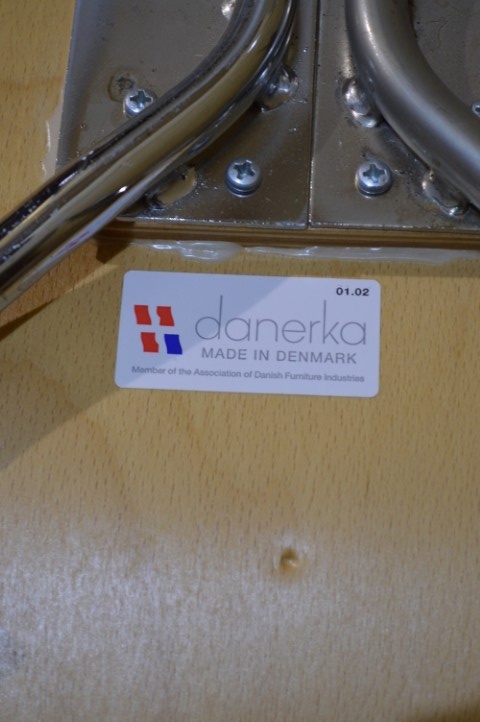 01.02
danerka
MADE IN DENMARK
Member of the Association of Danish Furniture Industries